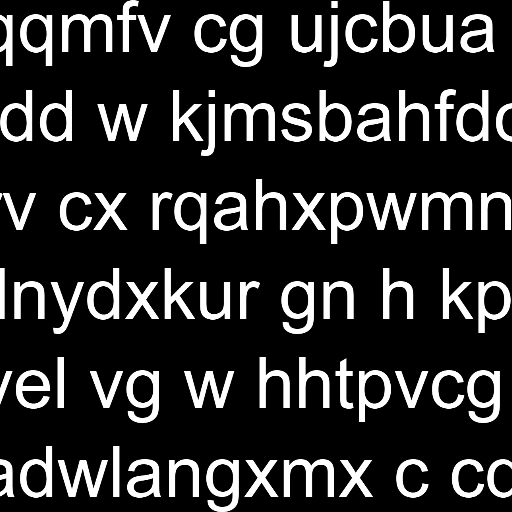 qqmfv cg ujcbua
dd w kjmsbahfdc
v cx rqahxpwmn
lnydxkur gn h kp
vel vg w hhtpvcg
adwlangxmx c cc